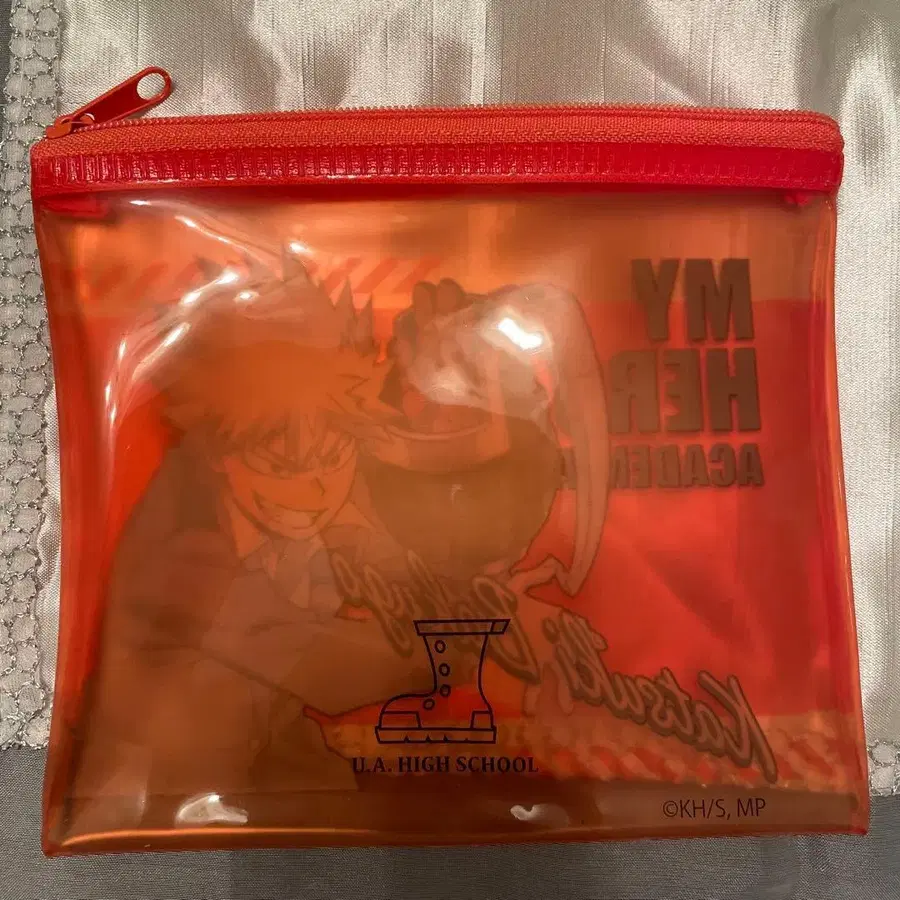 MY
HER
ACADEM
Katsuki Bakugo
U.A. HIGH SCHOOL
©KH/S, MP